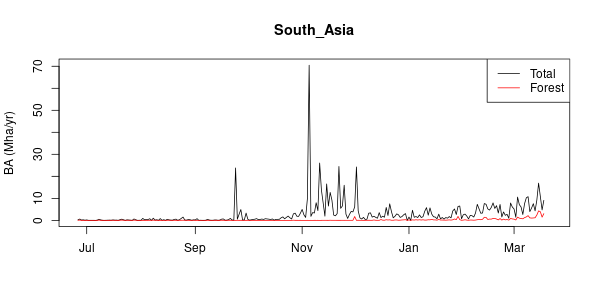 South_Asia
BA (Mha/yr)
70
50
30
10
0
Total
Forest
Jul Sep Nov Jan Mar